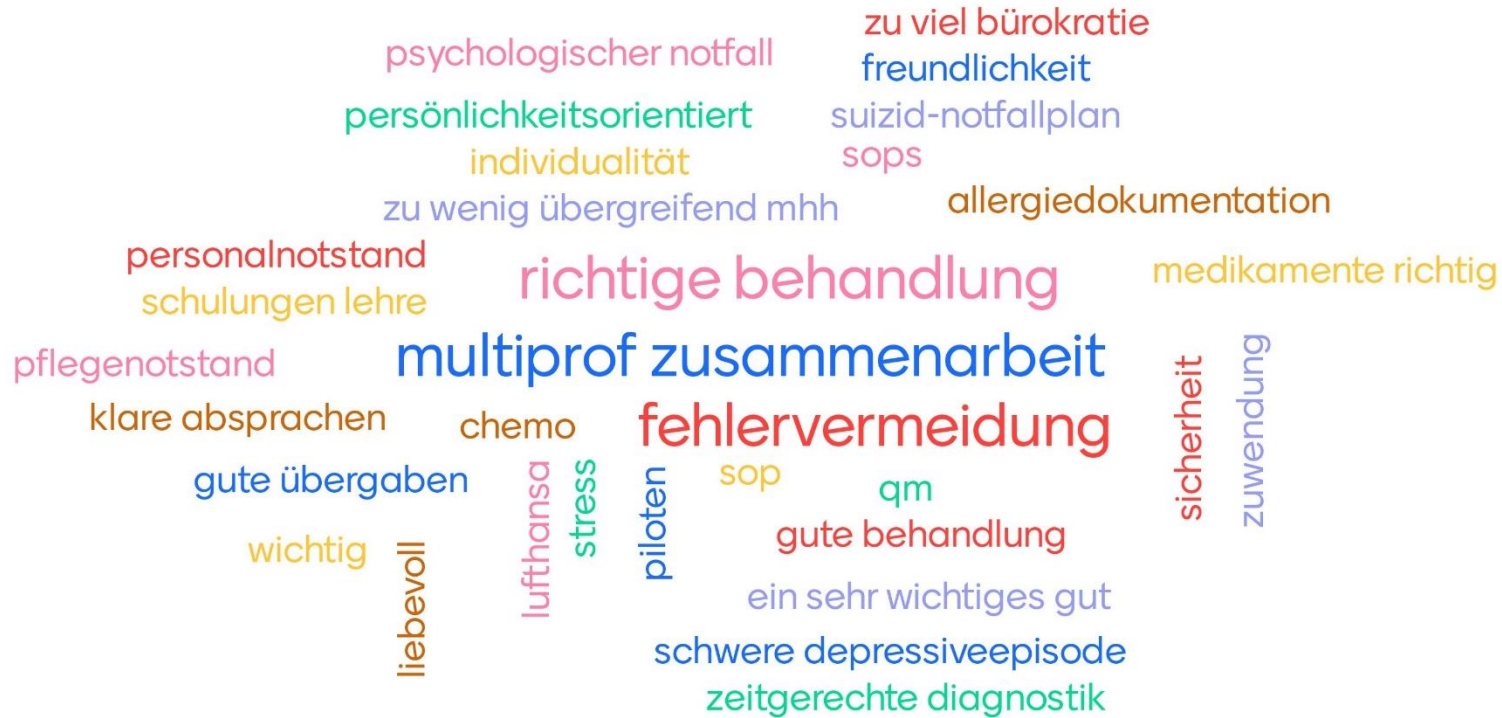 zu viel bürokratie
psychologischer notfall
freundlichkeit
persönlichkeitsorientiert
suizid-notfallplan
individualität
sops
zu wenig übergreifend mhh
allergiedokumentation
personalnotstand
richtige behandlung
medikamente richtig
schulungen lehre
multiprof zusammenarbeit
pflegenotstand
sicherheit
zuwendung
klare absprachen
chemo
fehlervermeidung
gute übergaben
lufthansa
stress
piloten
sop
qm
gute behandlung
wichtig
liebevoll
ein sehr wichtiges gut
schwere depressiveepisode
zeitgerechte diagnostik